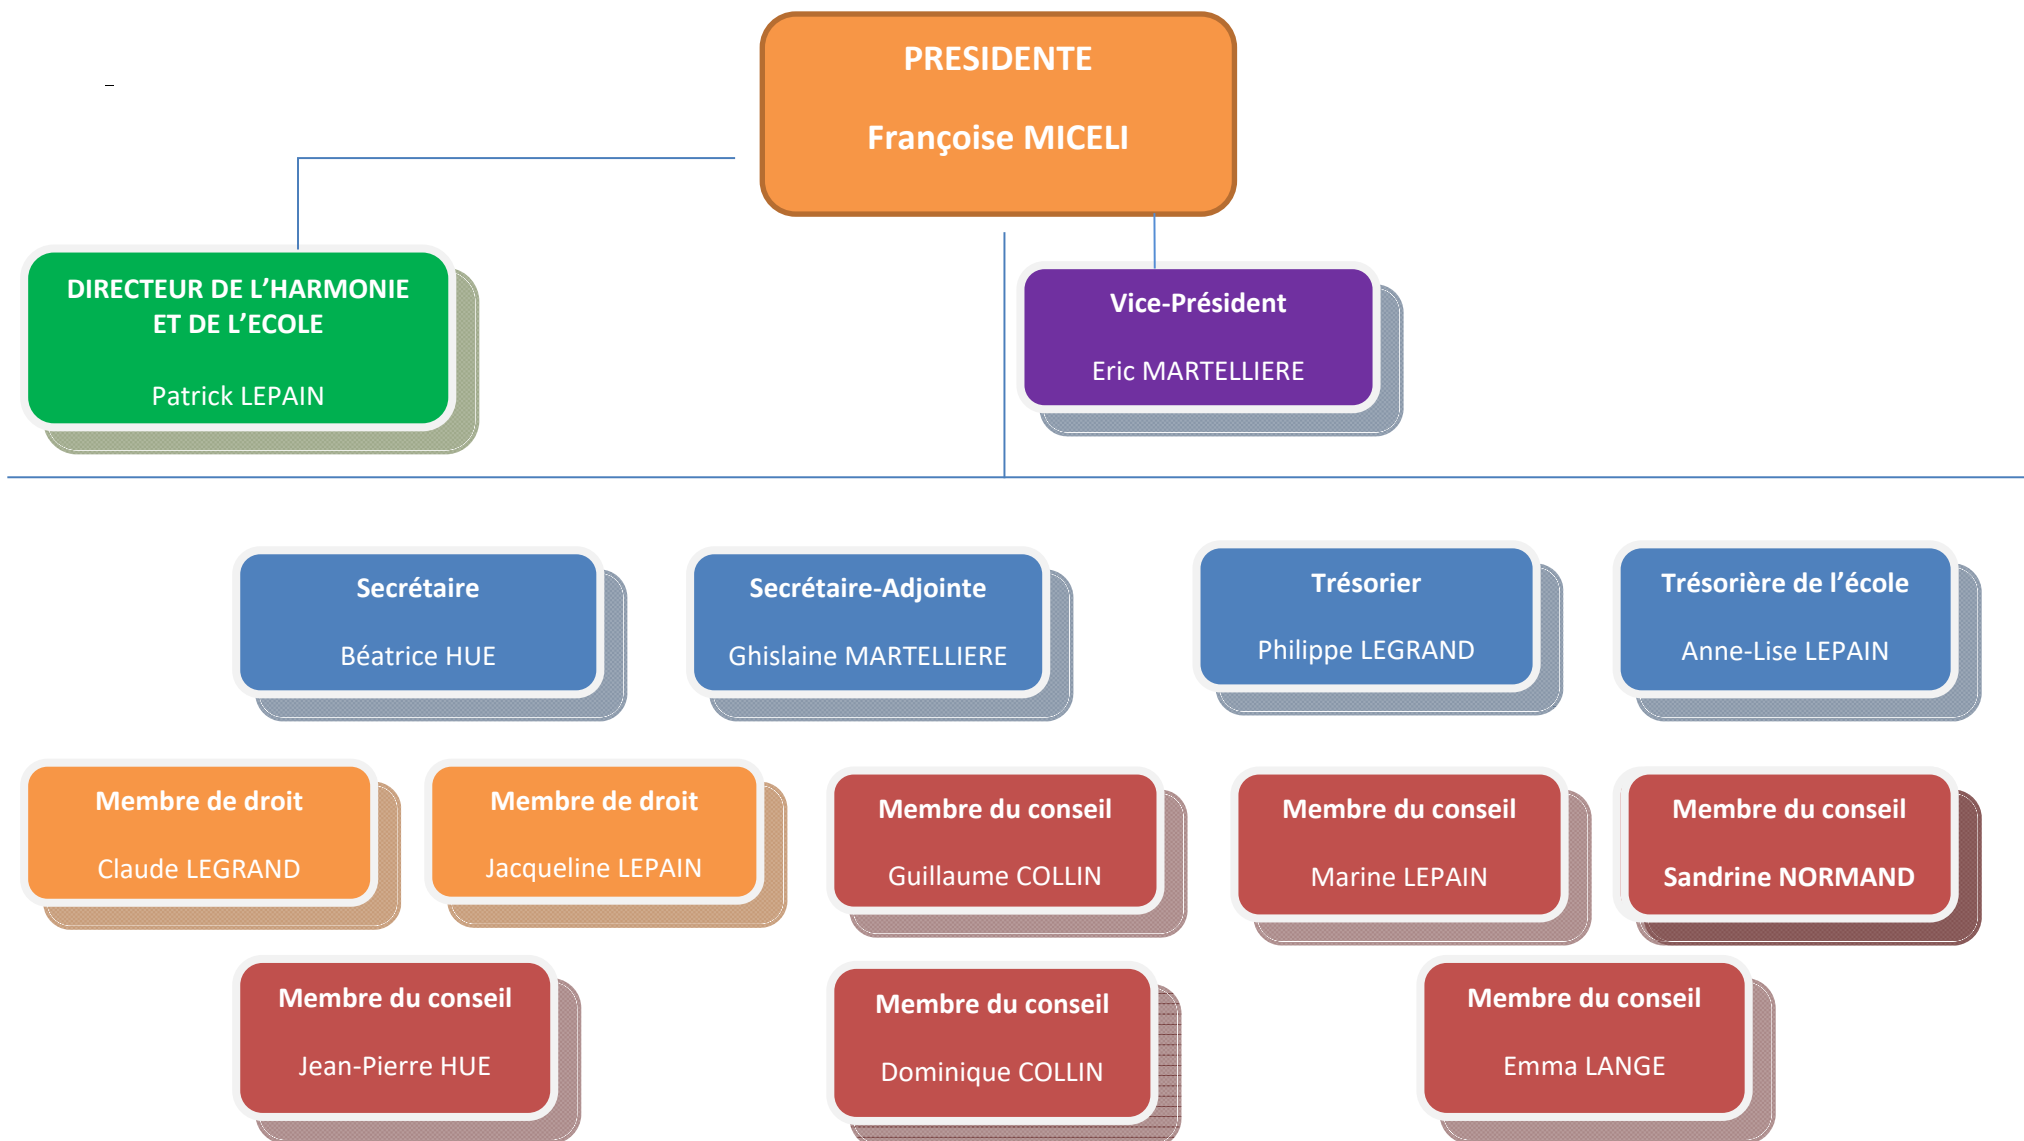 PRESIDENTE
Françoise MICELI
DIRECTEUR DE L’HARMONIE
ET DE L’ECOLE
Patrick LEPAIN
Vice-Président
Eric MARTELLIERE
Secrétaire
Béatrice HUE
Secrétaire-Adjointe
Ghislaine MARTELLIERE
Trésorier
Philippe LEGRAND
Trésorière de l’école
Anne-Lise LEPAIN
Membre de droit
Claude LEGRAND
Membre de droit
Jacqueline LEPAIN
Membre du conseil
Guillaume COLLIN
Membre du conseil
Marine LEPAIN
Membre du conseil
Sandrine NORMAND
Membre du conseil
Jean-Pierre HUE
Membre du conseil
Dominique COLLIN
Membre du conseil
Emma LANGE